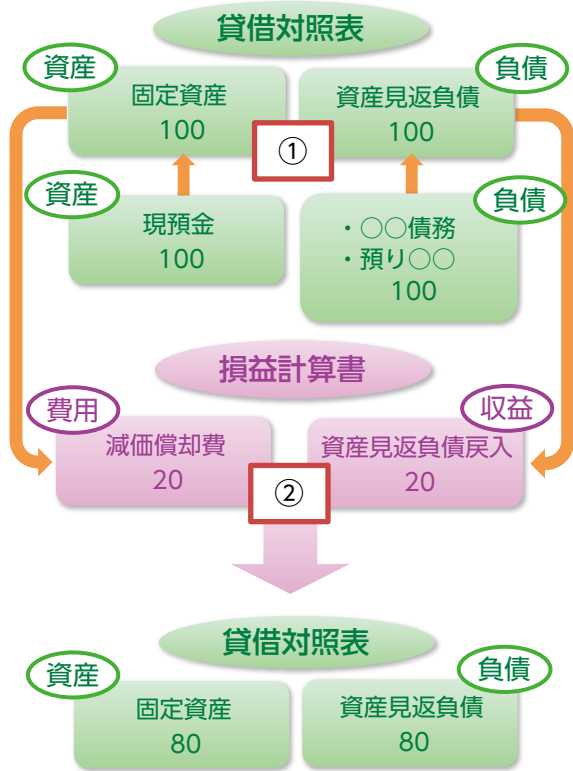 貸借対照表
資産
固定資産
100
負債
資産見返負債
100
①
資産
現預金
100
負債
・○○債務
・預り○○
100
損益計算書
費用
減価償却費
20
収益
資産見返負債戻入
20
②
貸借対照表
資産
固定資産
80
負債
資産見返負債
80